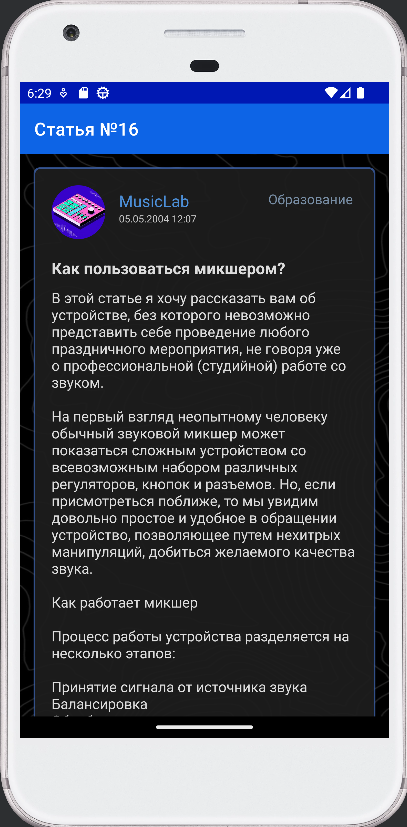 6:29
Статья №16
MusicLab
Образование
05.05.2004 12:07
Как пользоваться микшером?
В этой статье я хочу рассказать вам об
устройстве, без которого невозможно
представить себе проведение любого
праздничного мероприятия, не говоря уже
о профессиональной (студийной) работе со
звуком.
На первый взгляд неопытному человеку
обычный звуковой микшер может
показаться сложным устройством со
всевозможным набором различных
регуляторов, кнопок и разъемов. Но, если
присмотреться поближе, то мы увидим
довольно простое и удобное в обращении
устройство, позволяющее путем нехитрых
манипуляций, добиться желаемого качества
звука.
Как работает микшер
Процесс работы устройства разделяется на
несколько этапов:
Принятие сигнала от источника звука
Балансировка